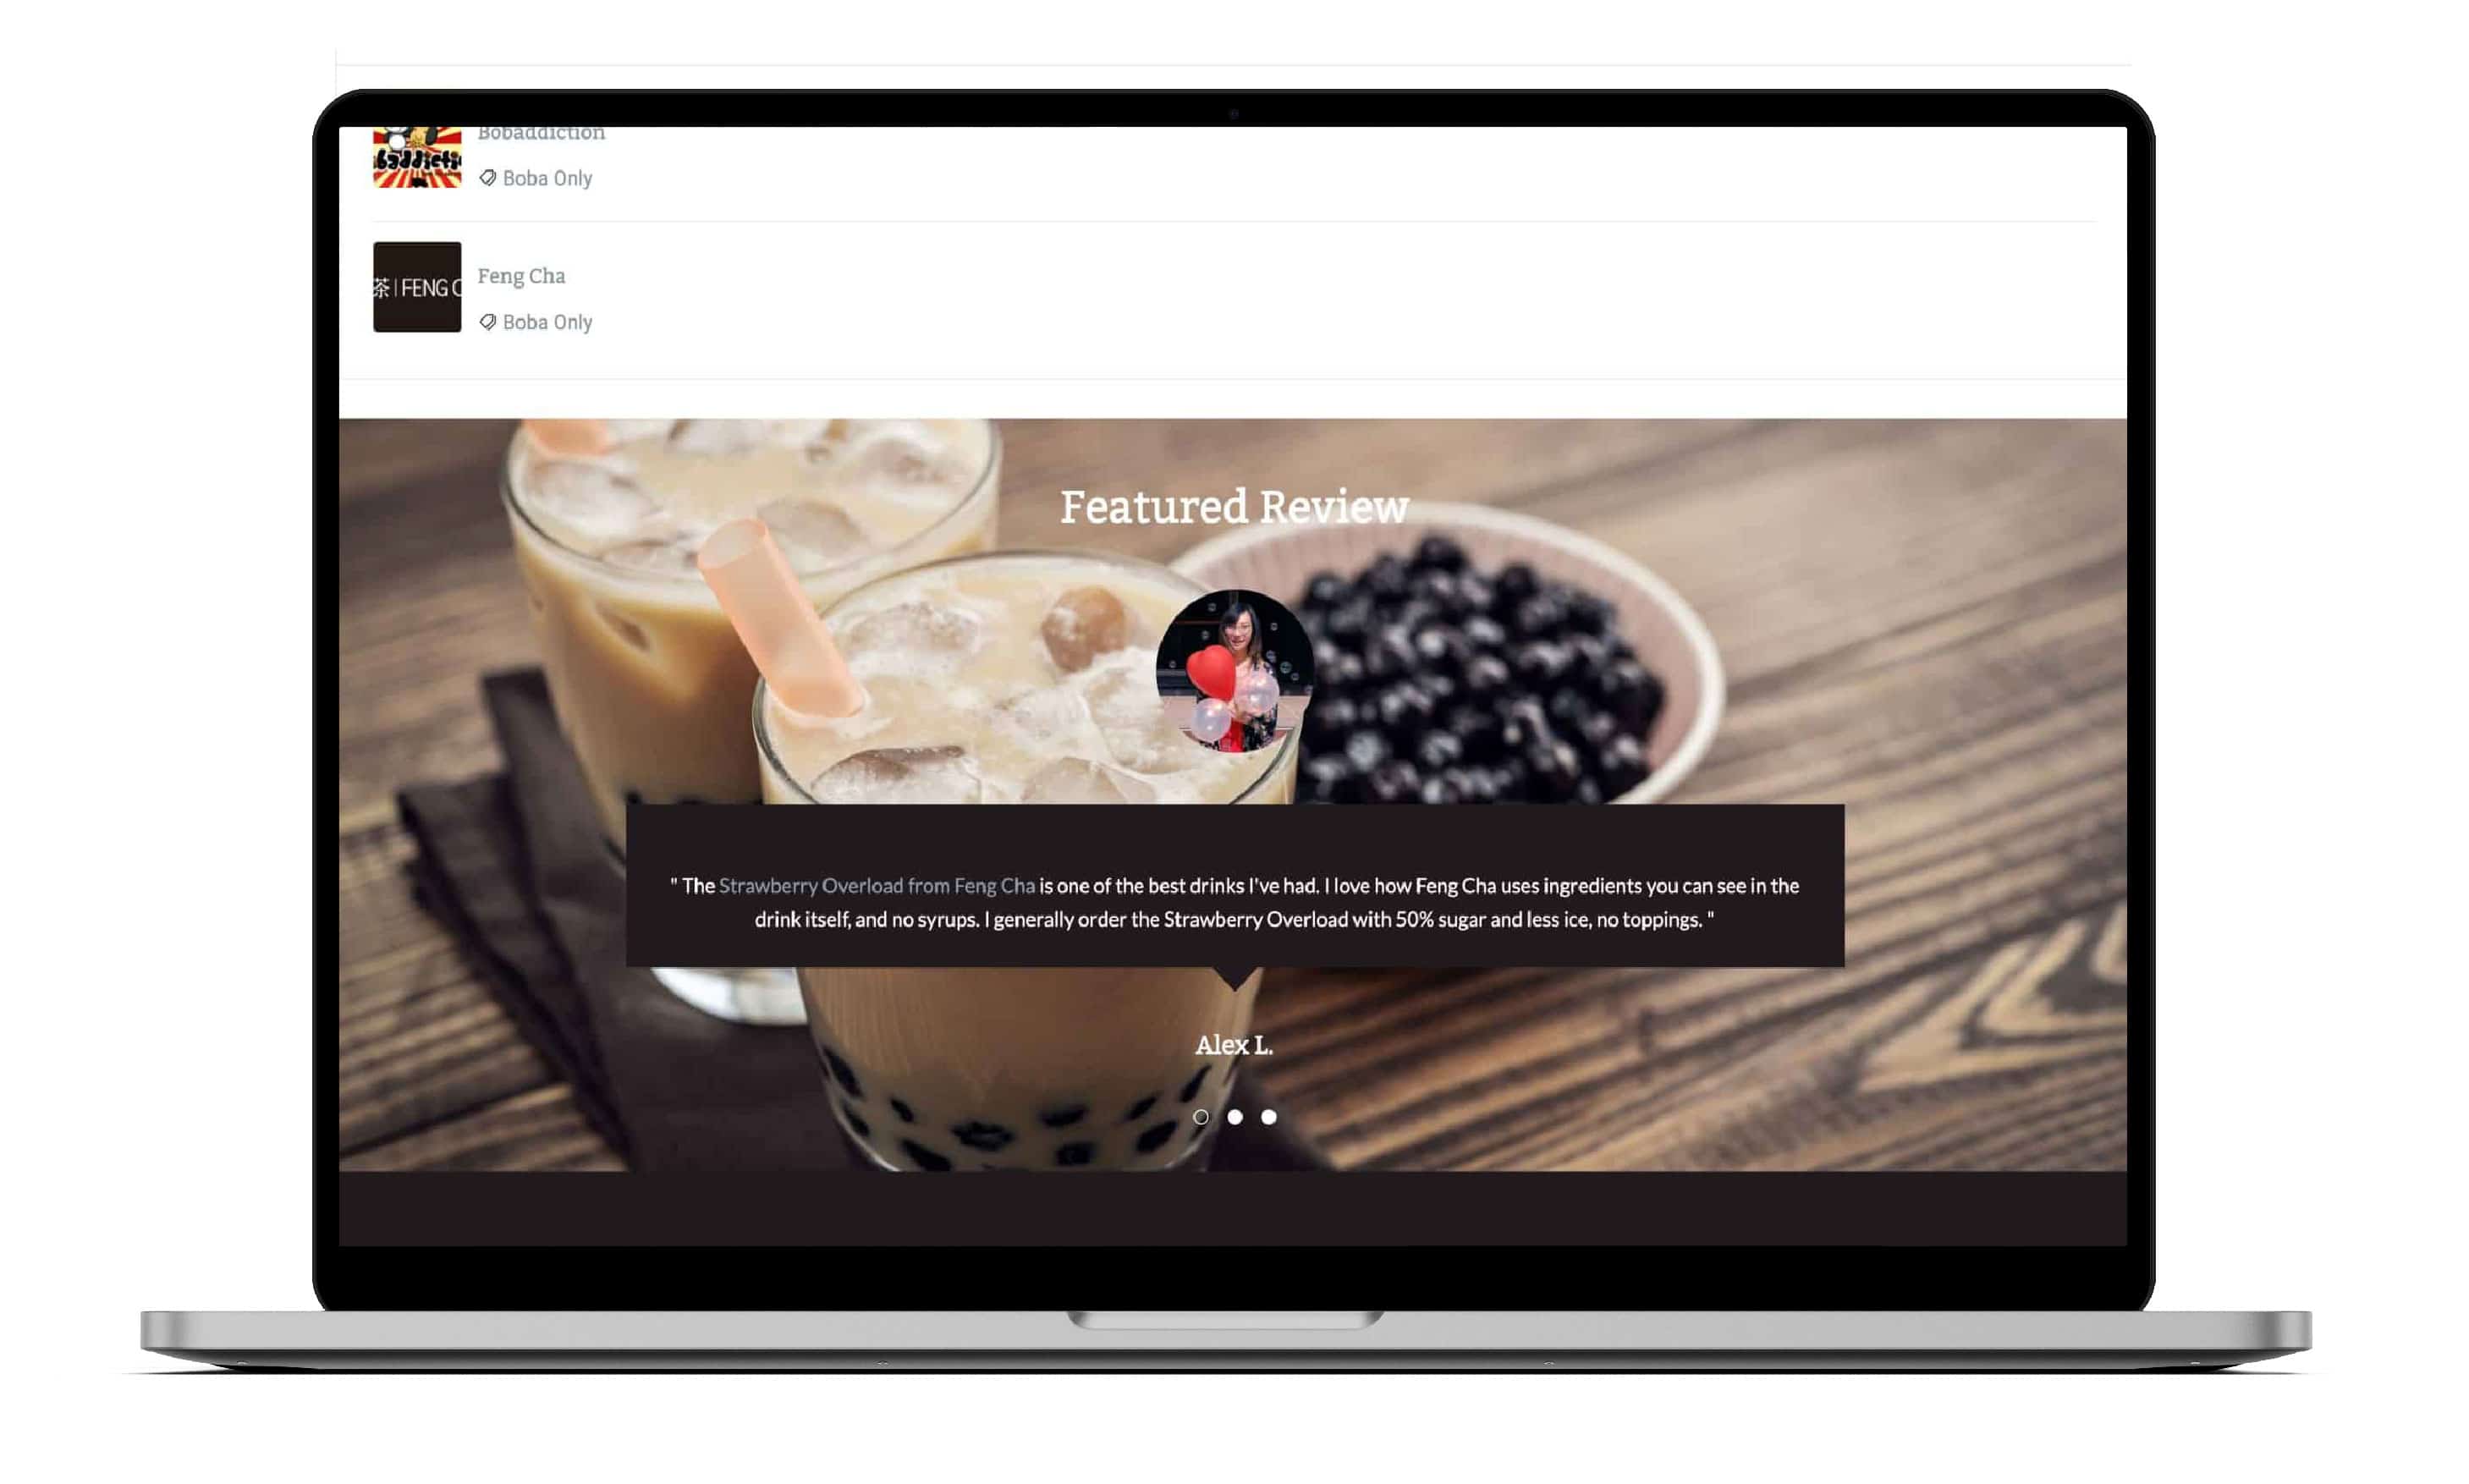 Bobaddiction
Boba Only
Feng Cha
茶 | FENG C
Boba Only
Featured Review
" The Strawberry Overload from Feng Cha is one of the best drinks I've had. I love how Feng Cha uses ingredients you can see in the
drink itself, and no syrups. I generally order the Strawberry Overload with 50% sugar and less ice, no toppings. "
Alex L.